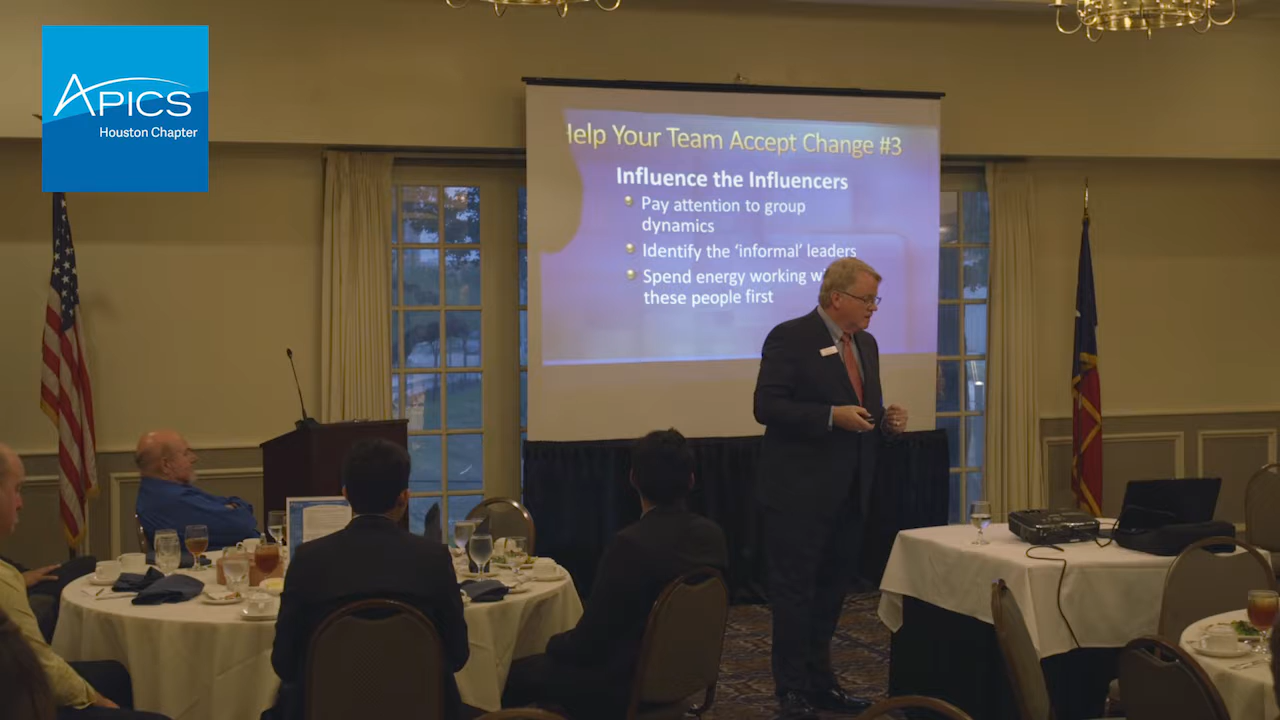 APICS
Houston Chapter
Help Your Team Accept Change #3
Influence the Influencers
Pay attention to group
dynamics
Identify the 'informal' leaders
Spend energy working
these people first